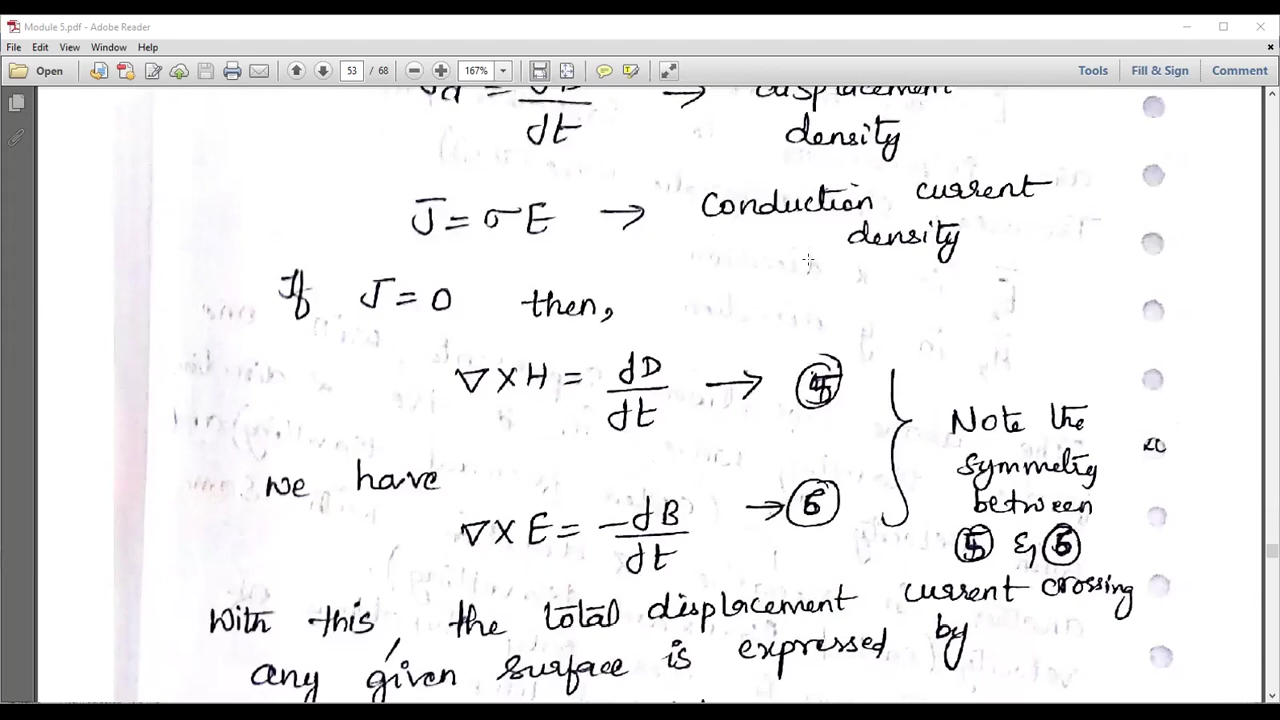 Module 5.pdf - Adobe Reader
File Edit View Window Help
Open 53 / 68 167% Tools Fill & Sign Comment
Jd = dD/dt → displacement
density
J = σE → Conduction current
density
If J = 0 then,
∇ X H = dD/dt → 5
we have
∇ X E = -dB/dt → 6
Note the
symmetry
between
5 & 6
With this, the total displacement current crossing
any given surface is expressed by